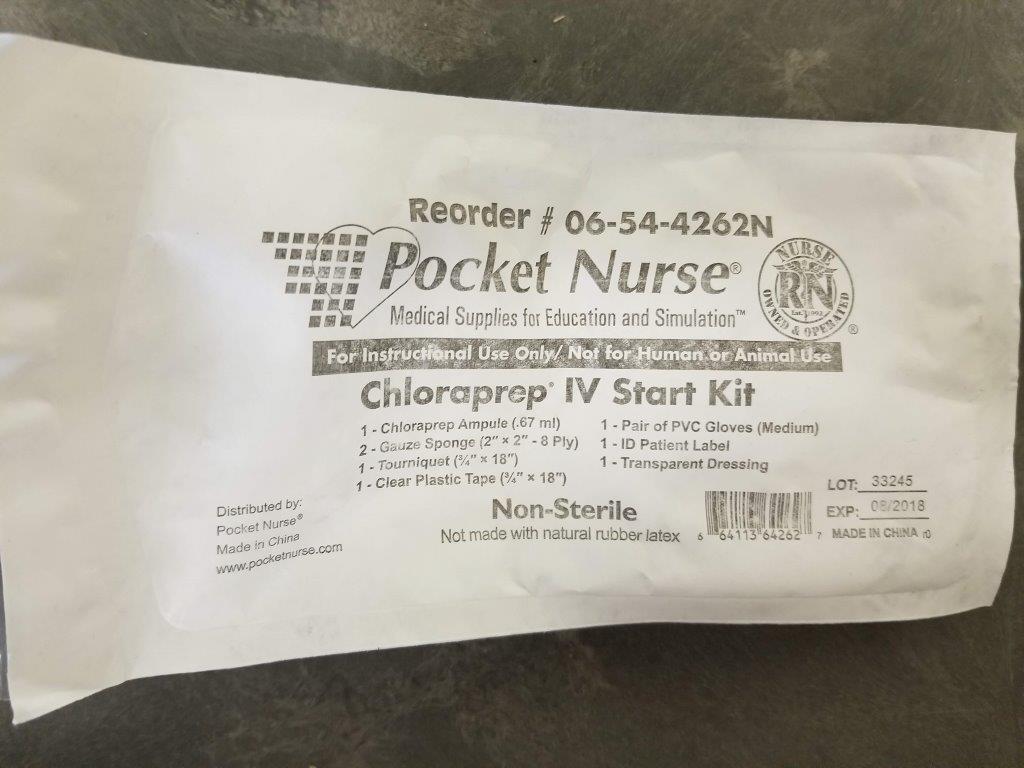 Reorder # 06-54-4262N
Pocket Nurse®
Medical Supplies for Education and Simulation™
NURSE
RN
Est. 1992
OWNED & OPERATED
®
For Instructional Use Only/ Not for Human or Animal Use
Chloraprep® IV Start Kit
1 - Chloraprep Ampule (.67 ml)
2 - Gauze Sponge (2" × 2" - 8 Ply)
1 - Tourniquet (¾" × 18")
1 - Clear Plastic Tape (¾" × 18")
1 - Pair of PVC Gloves (Medium)
1 - ID Patient Label
1 - Transparent Dressing
Distributed by:
Pocket Nurse®
Made in China
www.pocketnurse.com
Non-Sterile
Not made with natural rubber latex
6 64113 64262 7
LOT: 33245
EXP: 08/2018
MADE IN CHINA